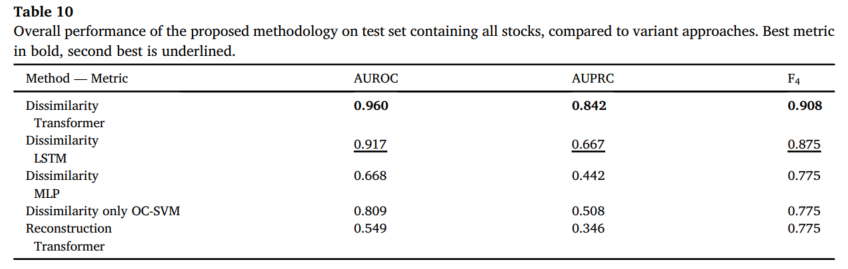 Table 10
Overall performance of the proposed methodology on test set containing all stocks, compared to variant approaches. Best metric
in bold, second best is underlined.
Method — Metric AUROC AUPRC F₄
Dissimilarity 0.960 0.842 0.908
Transformer
Dissimilarity 0.917 0.667 0.875
LSTM
Dissimilarity 0.668 0.442 0.775
MLP
Dissimilarity only OC-SVM 0.809 0.508 0.775
Reconstruction 0.549 0.346 0.775
Transformer